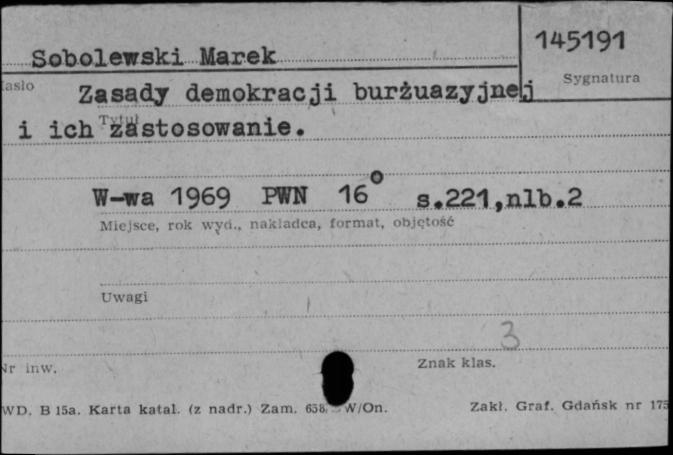 Sobolewski Marek
145191
asło
Sygnatura
Zasady demokracji burżuazyjnej
Tytuł
i ich zastosowanie.
W-wa 1969 PWN 16° s.221,nlb.2
Miejsce, rok wyd., nakładca, format, objętość
Uwagi
3
Nr inw.
Znak klas.
WD. B 15a. Karta katal. (z nadr.) Zam. 658/ W/On.
Zakł. Graf. Gdańsk nr 175